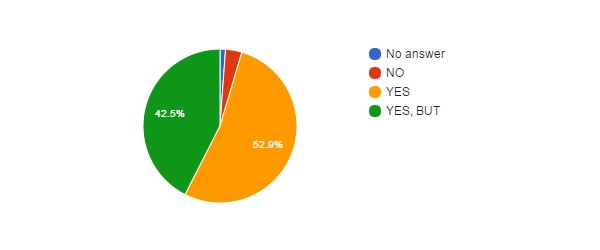 No answer
NO
YES
YES, BUT
42.5%
52.9%